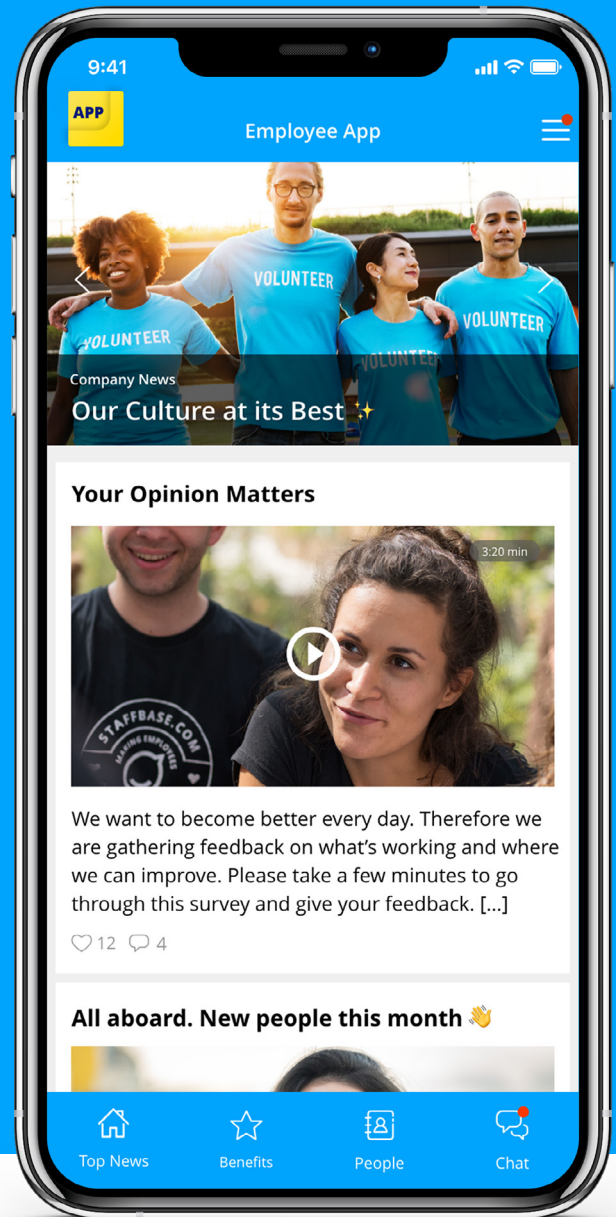 9:41
APP
Employee App
VOLUNTEER
VOLUNTEER
VOLUNTEER
VOLUNTEER
Company News
Our Culture at its Best ✨
Your Opinion Matters
3:20 min
STAFFBASE.COM
MAKING EMPLOYEES
We want to become better every day. Therefore we
are gathering feedback on what’s working and where
we can improve. Please take a few minutes to go
through this survey and give your feedback. [...]
12 4
All aboard. New people this month 👋
Top News Benefits People Chat